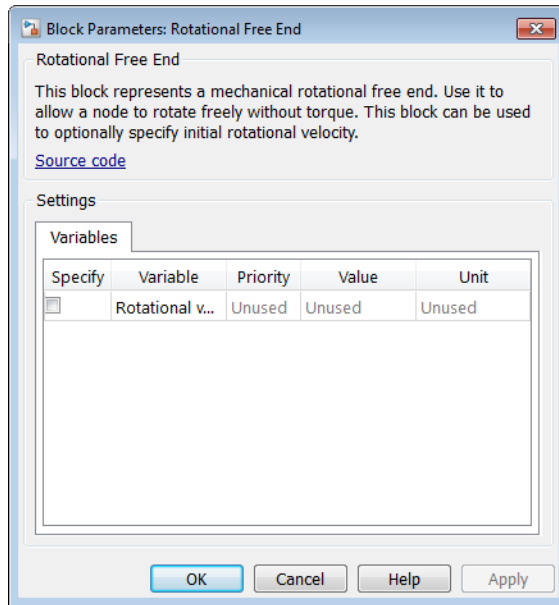 Block Parameters: Rotational Free End
Rotational Free End
This block represents a mechanical rotational free end. Use it to
allow a node to rotate freely without torque. This block can be used
to optionally specify initial rotational velocity.
Source code
Settings
Variables
Specify Variable Priority Value Unit
Rotational v... Unused Unused Unused
OK Cancel Help Apply